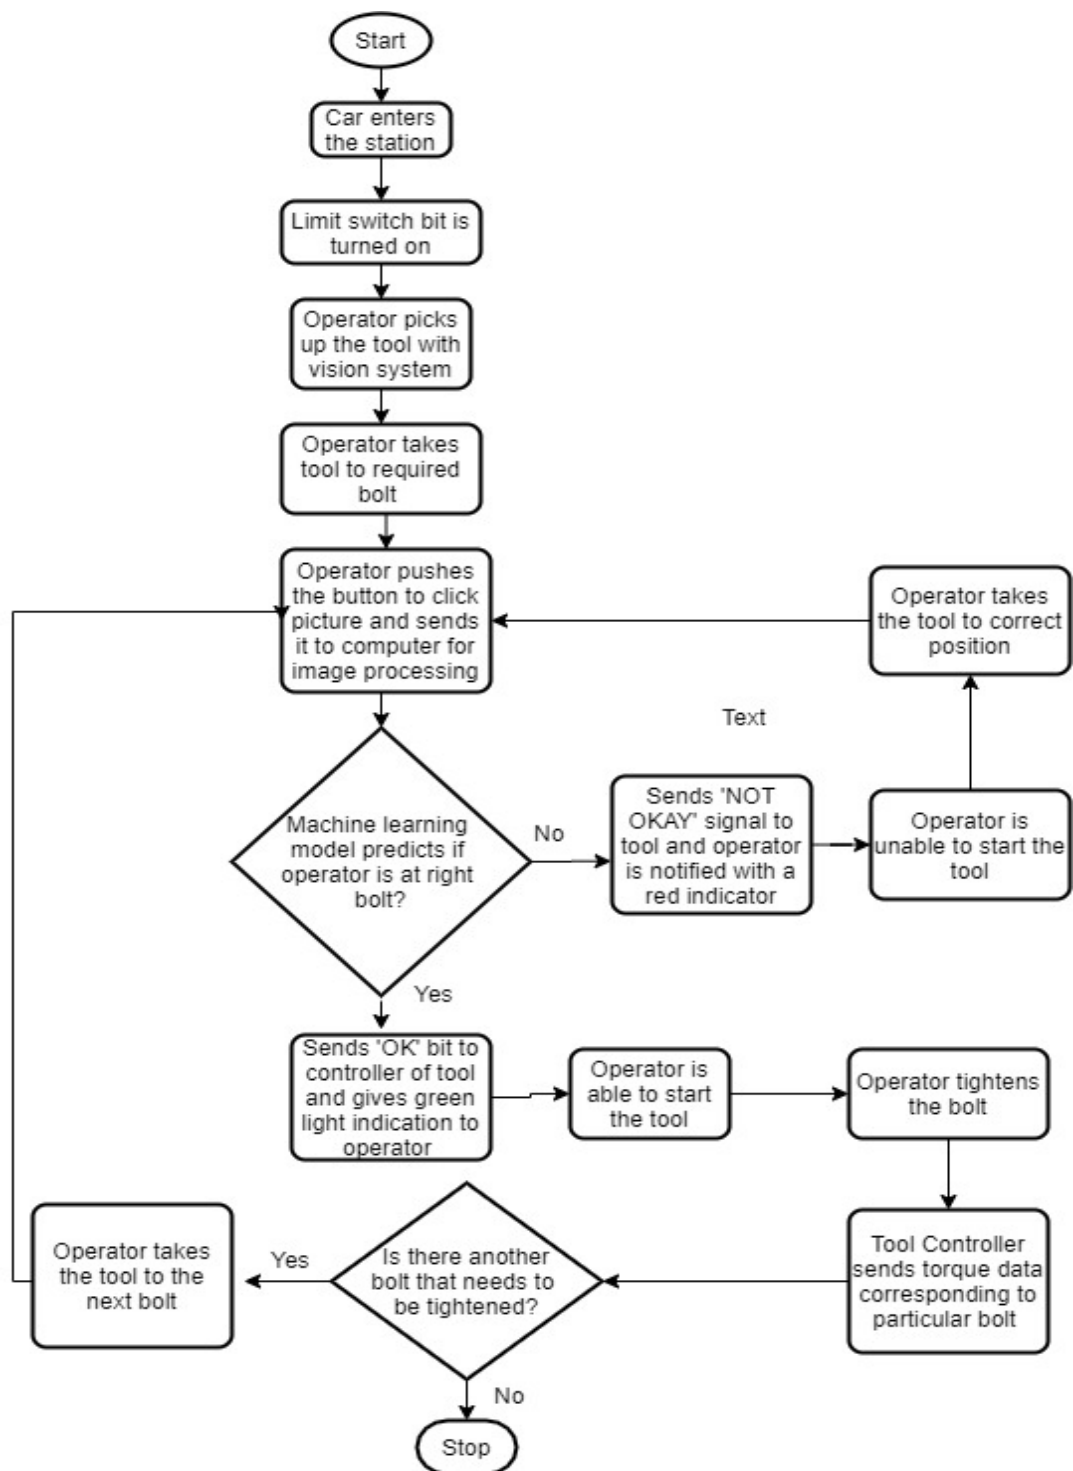 Start
Car enters
the station
Limit switch bit is
turned on
Operator picks
up the tool with
vision system
Operator takes
tool to required
bolt
Operator pushes
the button to click
picture and sends
it to computer for
image processing
Operator takes
the tool to correct
position
Text
Machine learning
model predicts if
operator is at right
bolt?
No
Sends 'NOT
OKAY' signal to
tool and operator
is notified with a
red indicator
Operator is
unable to start the
tool
Yes
Sends 'OK' bit to
controller of tool
and gives green
light indication to
operator
Operator is
able to start
the tool
Operator tightens
the bolt
Tool Controller
sends torque data
corresponding to
particular bolt
Is there another
bolt that needs to
be tightened?
Yes
Operator takes
the tool to the
next bolt
No
Stop